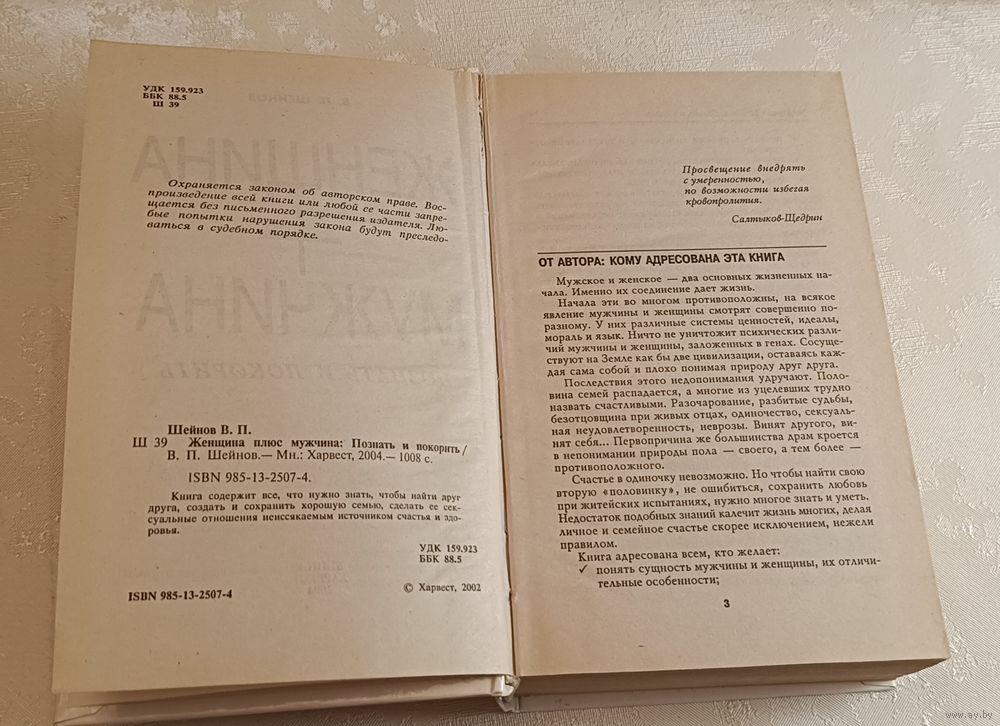 УДК 159.923
ББК 88.5
Ш 39
Охраняется законом об авторском праве. Вос-
произведение всей книги или любой ее части запре-
щается без письменного разрешения издателя. Лю-
бые попытки нарушения закона будут преследо-
ваться в судебном порядке.
Шейнов В. П.
Ш 39 Женщина плюс мужчина: Познать и покорить /
В. П. Шейнов.— Мн.: Харвест, 2004.— 1008 с.
ISBN 985-13-2507-4.
Книга содержит все, что нужно знать, чтобы найти друг
друга, создать и сохранить хорошую семью, сделать ее сек-
суальные отношения неиссякаемым источником счастья и здо-
ровья.
УДК 159.923
ББК 88.5
ISBN 985-13-2507-4
© Харвест, 2002
Просвещение внедрять
с умеренностью,
по возможности избегая
кровопролития.
Салтыков-Щедрин
ОТ АВТОРА: КОМУ АДРЕСОВАНА ЭТА КНИГА
Мужское и женское — два основных жизненных на-
чала. Именно их соединение дает жизнь.
Начала эти во многом противоположны, на всякое
явление мужчины и женщины смотрят совершенно по-
разному. У них различные системы ценностей, идеалы,
мораль и язык. Ничто не уничтожит психических разли-
чий мужчины и женщины, заложенных в генах. Сосуще-
ствуют на Земле как бы две цивилизации, оставаясь каж-
дая сама собой и плохо понимая природу друг друга.
Последствия этого недопонимания удручают. Поло-
вина семей распадается, а многие из уцелевших трудно
назвать счастливыми. Разочарование, разбитые судьбы,
безотцовщина при живых отцах, одиночество, сексуаль-
ная неудовлетворенность, неврозы. Винят другого, ви-
нят себя... Первопричина же большинства драм кроется
в непонимании природы пола — своего, а тем более —
противоположного.
Счастье в одиночку невозможно. Но чтобы найти свою
вторую «половинку», не ошибиться, сохранить любовь
при житейских испытаниях, нужно многое знать и уметь.
Недостаток подобных знаний калечит жизнь многих, делая
личное и семейное счастье скорее исключением, нежели
правилом.
Книга адресована всем, кто желает:
✓ понять сущность мужчины и женщины, их отличи-
тельные особенности;
3
www.ay.by